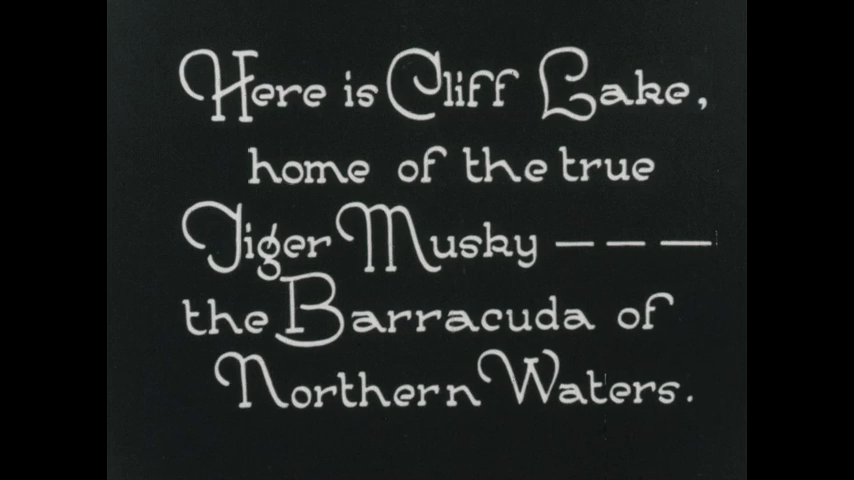 Here is Cliff Lake,
home of the true
Tiger Musky — — —
the Barracuda of
Northern Waters.